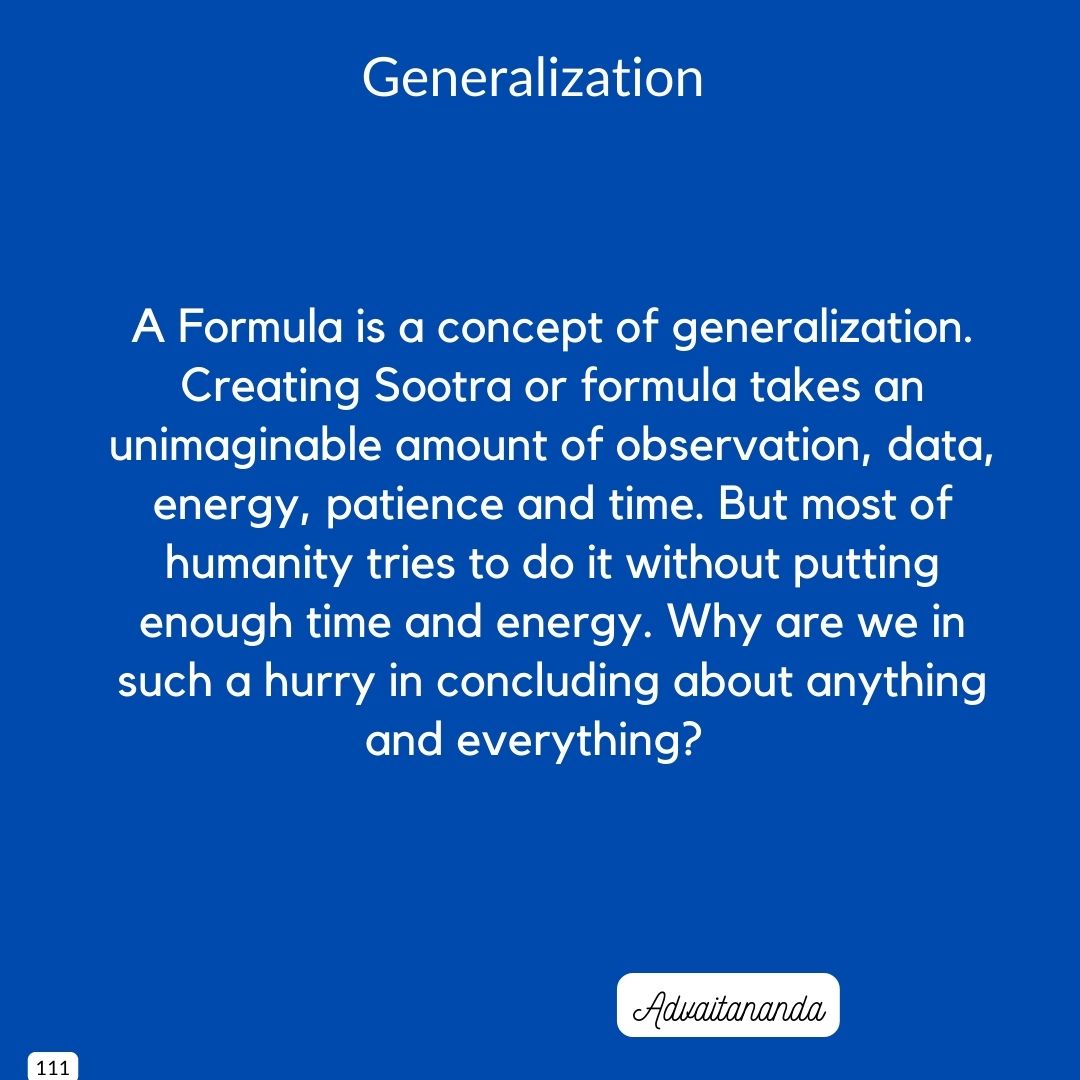 Generalization
A Formula is a concept of generalization.
Creating Sootra or formula takes an
unimaginable amount of observation, data,
energy, patience and time. But most of
humanity tries to do it without putting
enough time and energy. Why are we in
such a hurry in concluding about anything
and everything?
Advaitananda
111